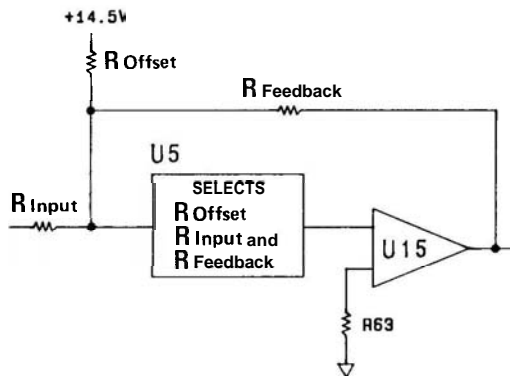 +14.5V
R Offset
R Feedback
U5
SELECTS
R Offset
R Input and
R Feedback
R Input
U15
R63